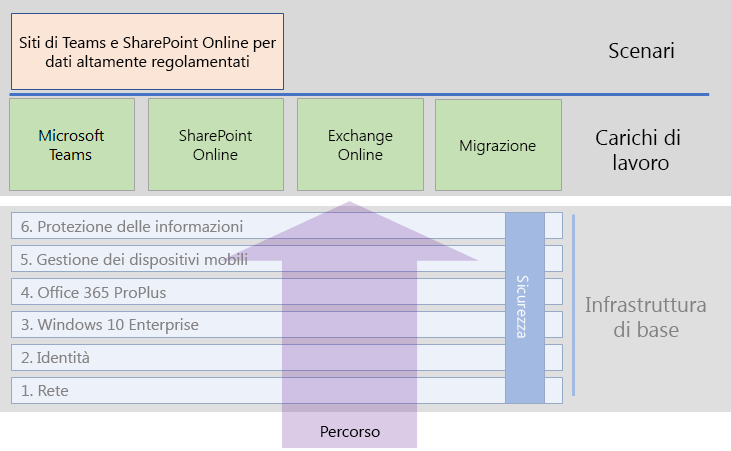 Siti di Teams e SharePoint Online per
dati altamente regolamentati
Scenari
Microsoft
Teams
SharePoint
Online
Exchange
Online
Migrazione
Carichi di
lavoro
6. Protezione delle informazioni
5. Gestione dei dispositivi mobili
4. Office 365 ProPlus
3. Windows 10 Enterprise
2. Identità
1. Rete
Sicurezza
Infrastruttura
di base
Percorso